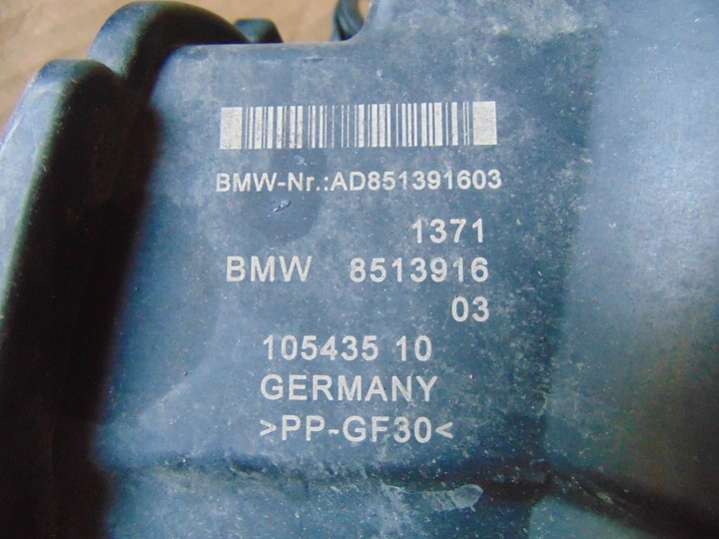 BMW-Nr.:AD851391603
1371
BMW 8513916
03
105435 10
GERMANY
>PP-GF30<